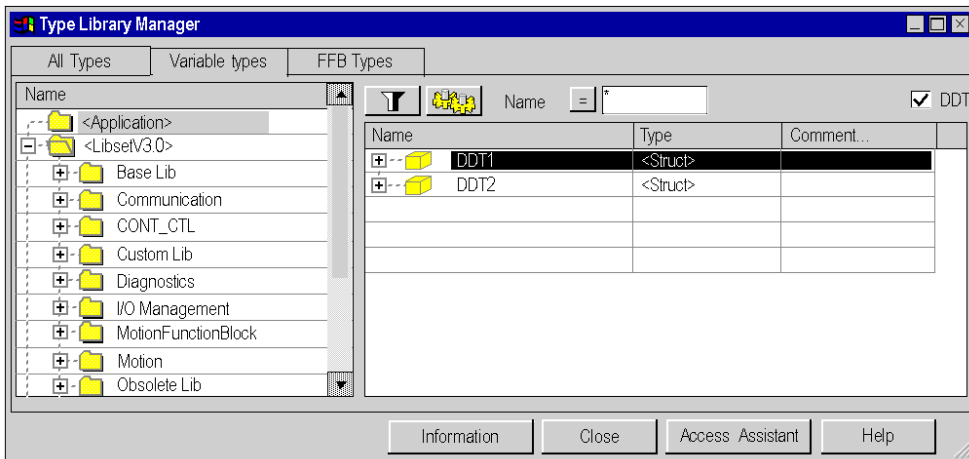 Type Library Manager
All Types Variable types FFB Types
Name
<Application>
<LibsetV3.0>
Base Lib
Communication
CONT_CTL
Custom Lib
Diagnostics
I/O Management
MotionFunctionBlock
Motion
Obsolete Lib
Name = * DDT
Name Type Comment...
DDT1 <Struct>
DDT2 <Struct>
Information Close Access Assistant Help